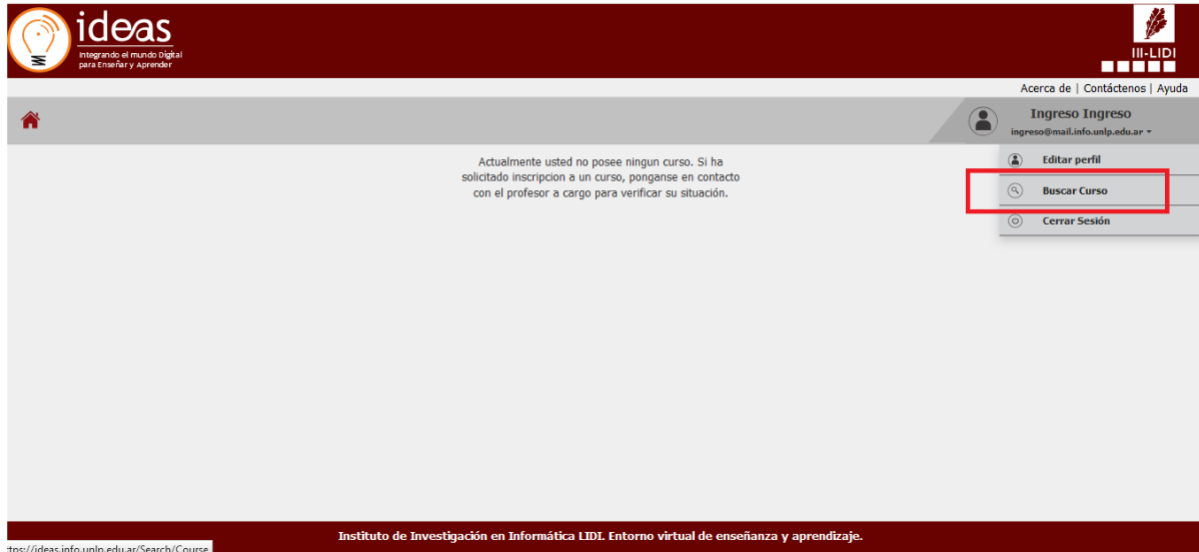 ideas
Integrando el mundo Digital
para Enseñar y Aprender
III-LIDI
Acerca de | Contáctenos | Ayuda
Ingreso Ingreso
ingreso@mail.info.unlp.edu.ar
Actualmente usted no posee ningun curso. Si ha
solicitado inscripcion a un curso, ponganse en contacto
con el profesor a cargo para verificar su situación.
Editar perfil
Buscar Curso
Cerrar Sesión
Instituto de Investigación en Informática LIDI. Entorno virtual de enseñanza y aprendizaje.
ttps://ideas.info.unlp.edu.ar/Search/Course